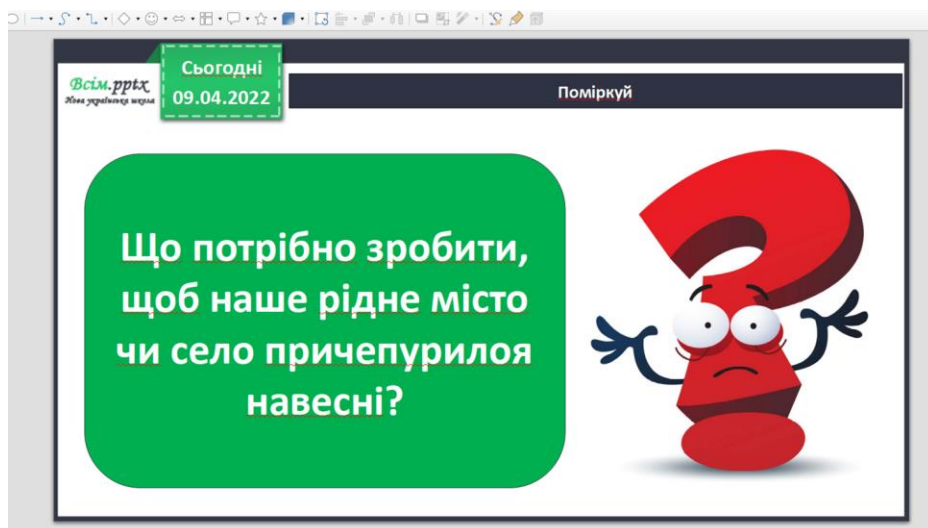 Всім.pptx
Нова українська школа
Сьогодні
09.04.2022
Поміркуй
Що потрібно зробити,
щоб наше рідне місто
чи село причепурилоя
навесні?